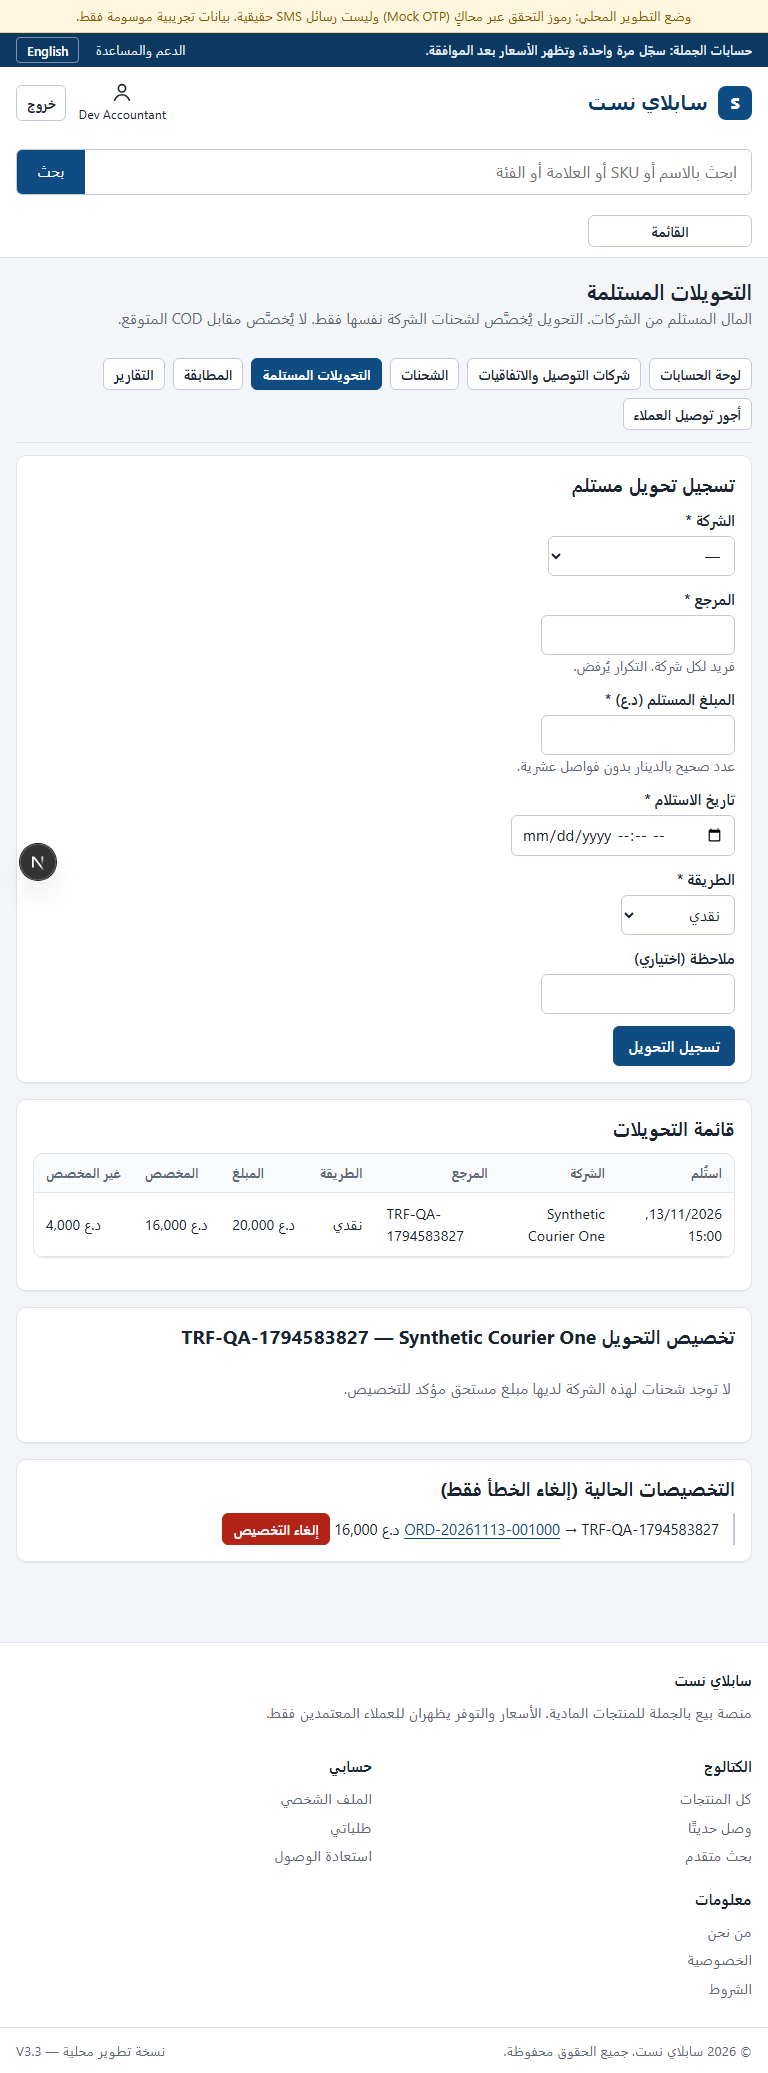 وضع التطوير المحلي: رموز التحقق عبر محاكٍ (Mock OTP) وليست رسائل SMS حقيقية. بيانات تجريبية موسومة فقط.
حسابات الجملة: سجّل مرة واحدة، وتظهر الأسعار بعد الموافقة.
الدعم والمساعدة
English
S
سابلاي نست
Dev Accountant
خروج
ابحث بالاسم أو SKU أو العلامة أو الفئة
بحث
القائمة
التحويلات المستلمة
المال المستلم من الشركات. التحويل يُخصَّص لشحنات الشركة نفسها فقط. لا يُخصَّص مقابل COD المتوقع.
لوحة الحسابات
شركات التوصيل والاتفاقيات
الشحنات
التحويلات المستلمة
المطابقة
التقارير
أجور توصيل العملاء
تسجيل تحويل مستلم
الشركة *
—
المرجع *
فريد لكل شركة. التكرار يُرفض.
المبلغ المستلم (د.ع) *
عدد صحيح بالدينار بدون فواصل عشرية.
تاريخ الاستلام *
mm/dd/yyyy --:-- --
الطريقة *
نقدي
ملاحظة (اختياري)
تسجيل التحويل
N
قائمة التحويلات
استُلم الشركة المرجع الطريقة المبلغ المخصص غير المخصص
13/11/2026, 15:00 Synthetic Courier One TRF-QA-1794583827 نقدي 20,000 د.ع 16,000 د.ع 4,000 د.ع
تخصيص التحويل TRF-QA-1794583827 — Synthetic Courier One
لا توجد شحنات لهذه الشركة لديها مبلغ مستحق مؤكد للتخصيص.
التخصيصات الحالية (إلغاء الخطأ فقط)
TRF-QA-1794583827 → ORD-20261113-001000 16,000 د.ع إلغاء التخصيص
سابلاي نست
منصة بيع بالجملة للمنتجات المادية. الأسعار والتوفر يظهران للعملاء المعتمدين فقط.
الكتالوج
كل المنتجات
وصل حديثًا
بحث متقدم
حسابي
الملف الشخصي
طلباتي
استعادة الوصول
معلومات
من نحن
الخصوصية
الشروط
© 2026 سابلاي نست. جميع الحقوق محفوظة.
نسخة تطوير محلية — V3.3